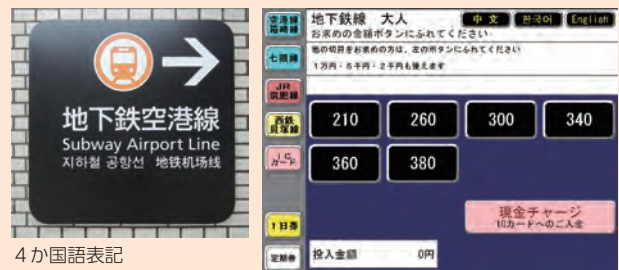 地下鉄空港線
Subway Airport Line
지하철 공항선 地铁机场线
4か国語表記
空港線
箱崎線
七隈線
JR
筑肥線
西鉄
貝塚線
ICカード
1日券
定期券
地下鉄線 大人
中文 한국어 English
お求めの金額ボタンにふれてください
他の切符をお求めの方は、左のボタンにふれてください
1万円・5千円・2千円も使えます
210 260 300 340
360 380
現金チャージ
ICカードへのご入金
投入金額 0円